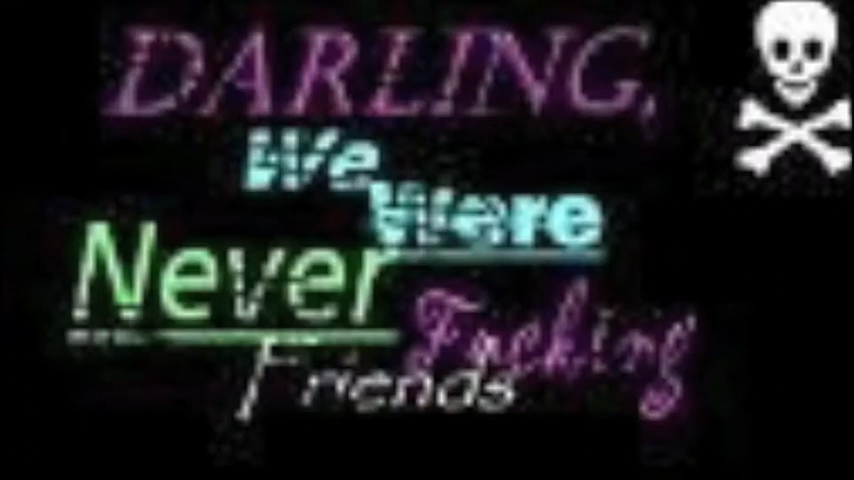 DARLING,
We
Were
Never
Fucking
Friends